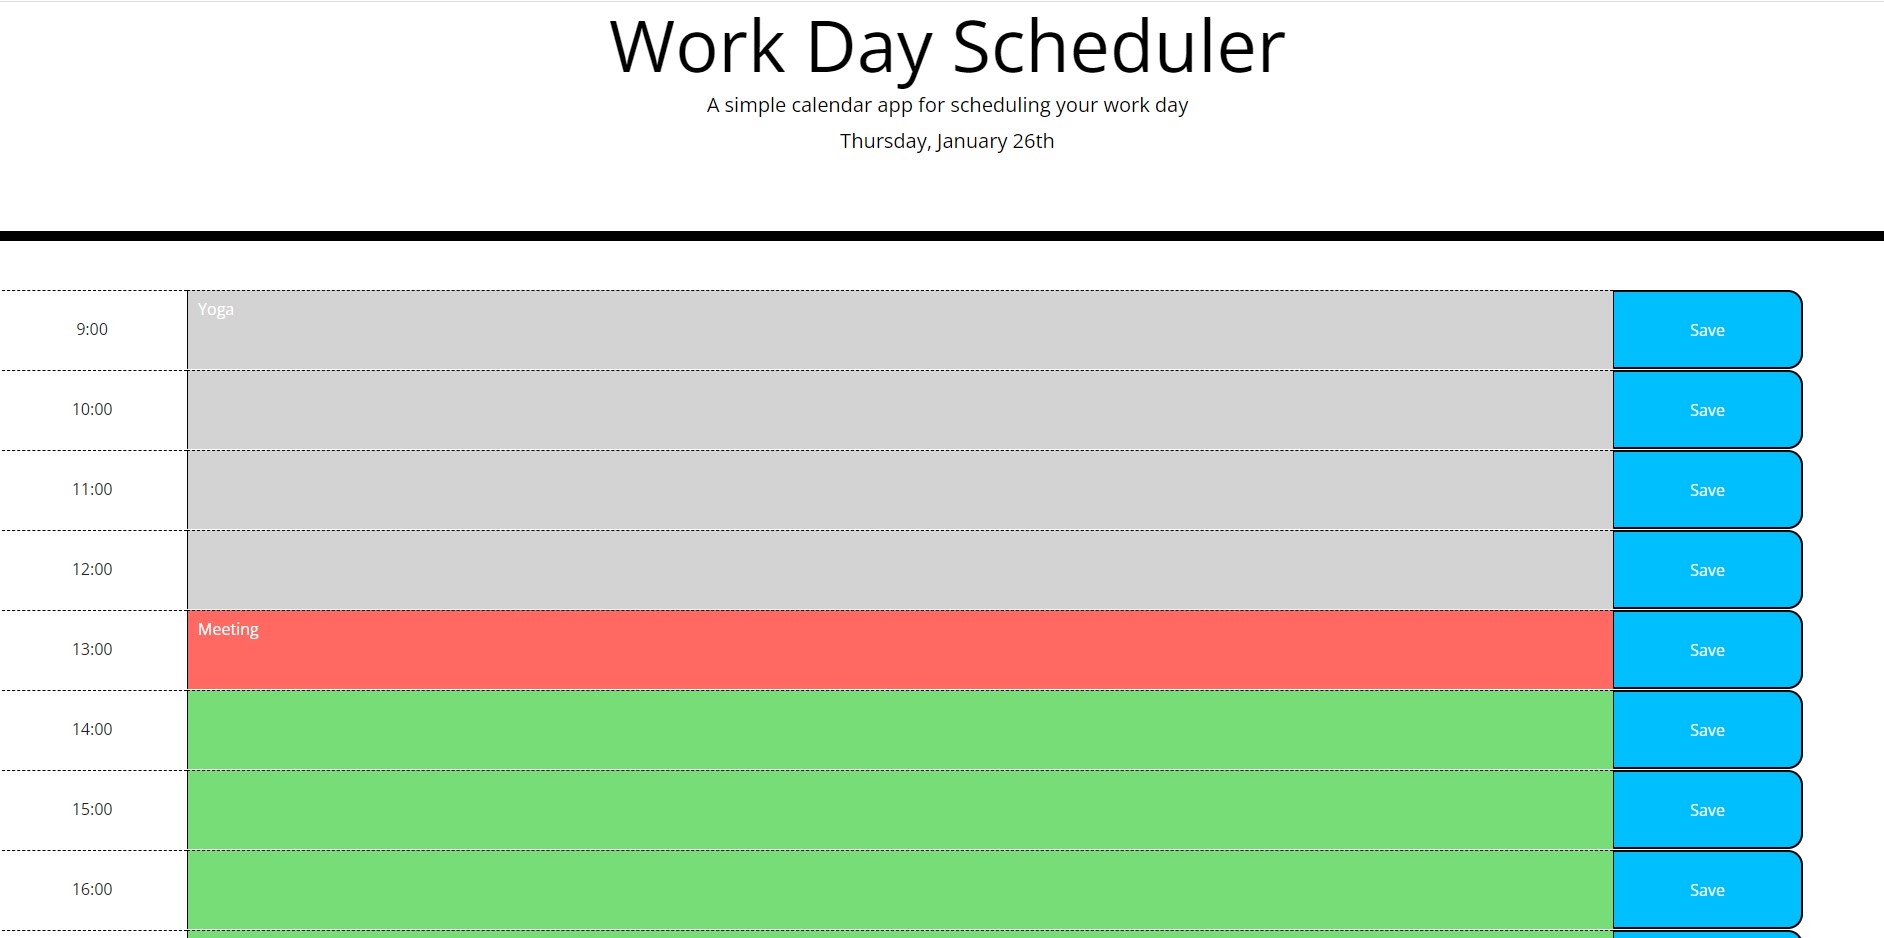 Work Day Scheduler
A simple calendar app for scheduling your work day
Thursday, January 26th
9:00 Yoga Save
10:00 Save
11:00 Save
12:00 Save
13:00 Meeting Save
14:00 Save
15:00 Save
16:00 Save